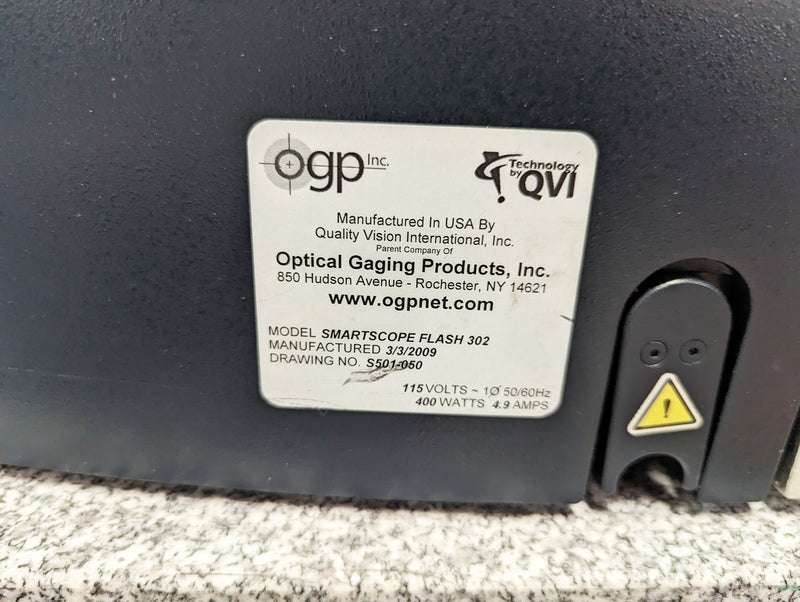 ogp Inc.
Technology
by QVI
Manufactured In USA By
Quality Vision International, Inc.
Parent Company Of
Optical Gaging Products, Inc.
850 Hudson Avenue - Rochester, NY 14621
www.ogpnet.com
MODEL SMARTSCOPE FLASH 302
MANUFACTURED 3/3/2009
DRAWING NO. S501-050
115 VOLTS ~ 1Ø 50/60Hz
400 WATTS 4.9 AMPS
!